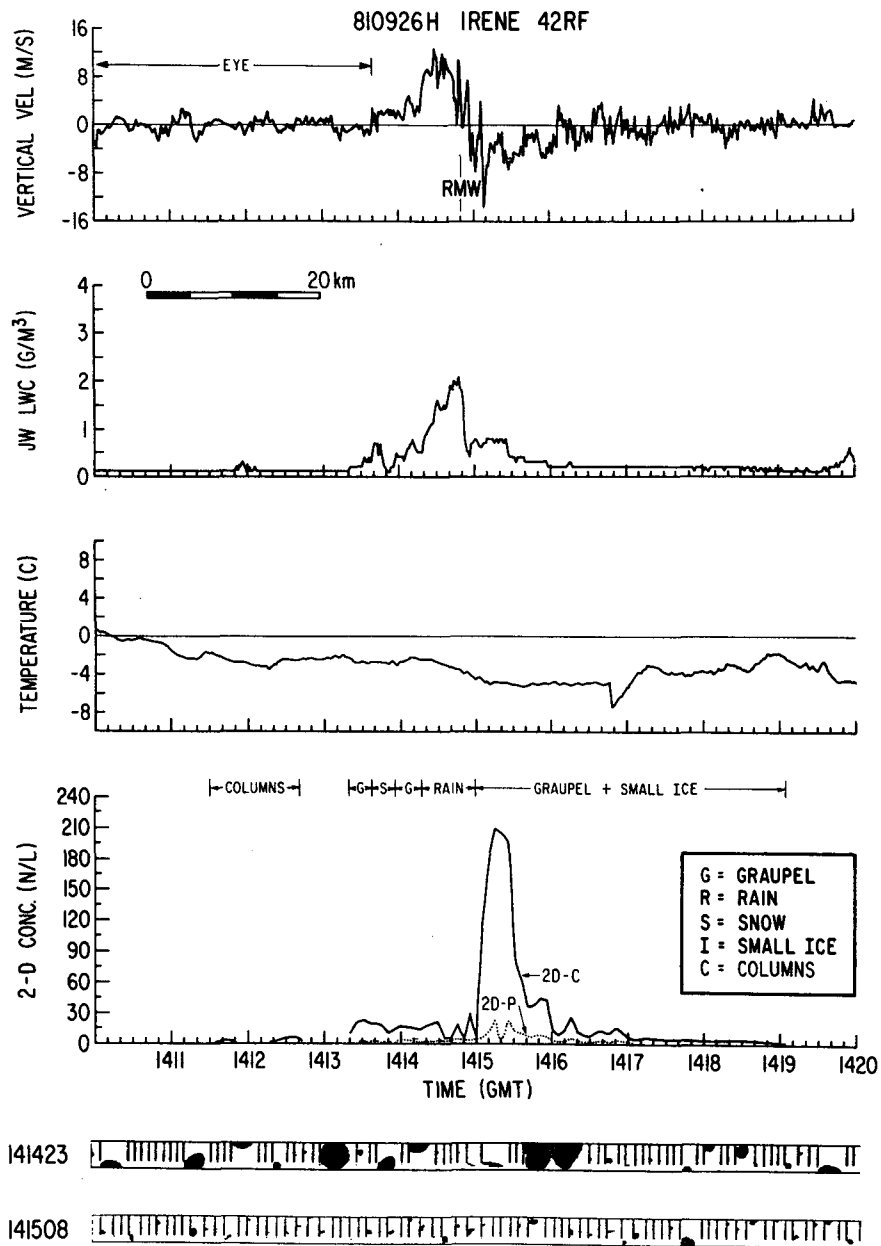 810926H IRENE 42RF
VERTICAL VEL (M/S)
16
8
0
-8
-16
EYE
RMW
JW LWC (G/M³)
4
3
2
1
0
0 20 km
TEMPERATURE (C)
8
4
0
-4
-8
2-D CONC. (N/L)
240
210
180
150
120
90
60
30
0
COLUMNS G S G RAIN GRAUPEL + SMALL ICE
2D-C
2D-P
G = GRAUPEL
R = RAIN
S = SNOW
I = SMALL ICE
C = COLUMNS
1411 1412 1413 1414 1415 1416 1417 1418 1419 1420
TIME (GMT)
141423
141508